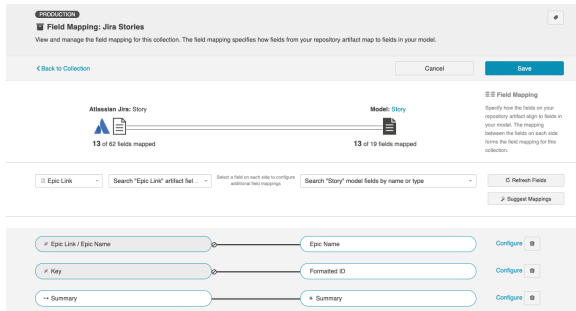 PRODUCTION
Field Mapping: Jira Stories
View and manage the field mapping for this collection. The field mapping specifies how fields from your repository artifact map to fields in your model.
Back to Collection
Cancel
Save
Field Mapping
Specify how the fields on your
repository artifact align to fields in
your model. The mapping
between the fields on each side
forms the field mapping for this
collection.
Atlassian Jira: Story
Model: Story
13 of 62 fields mapped
13 of 19 fields mapped
Epic Link
Search "Epic Link" artifact fiel...
Select a field on each side to configure
additional field mappings
Search "Story" model fields by name or type
Refresh Fields
Suggest Mappings
Epic Link / Epic Name
Epic Name
Configure
Key
Formatted ID
Configure
Summary
* Summary
Configure